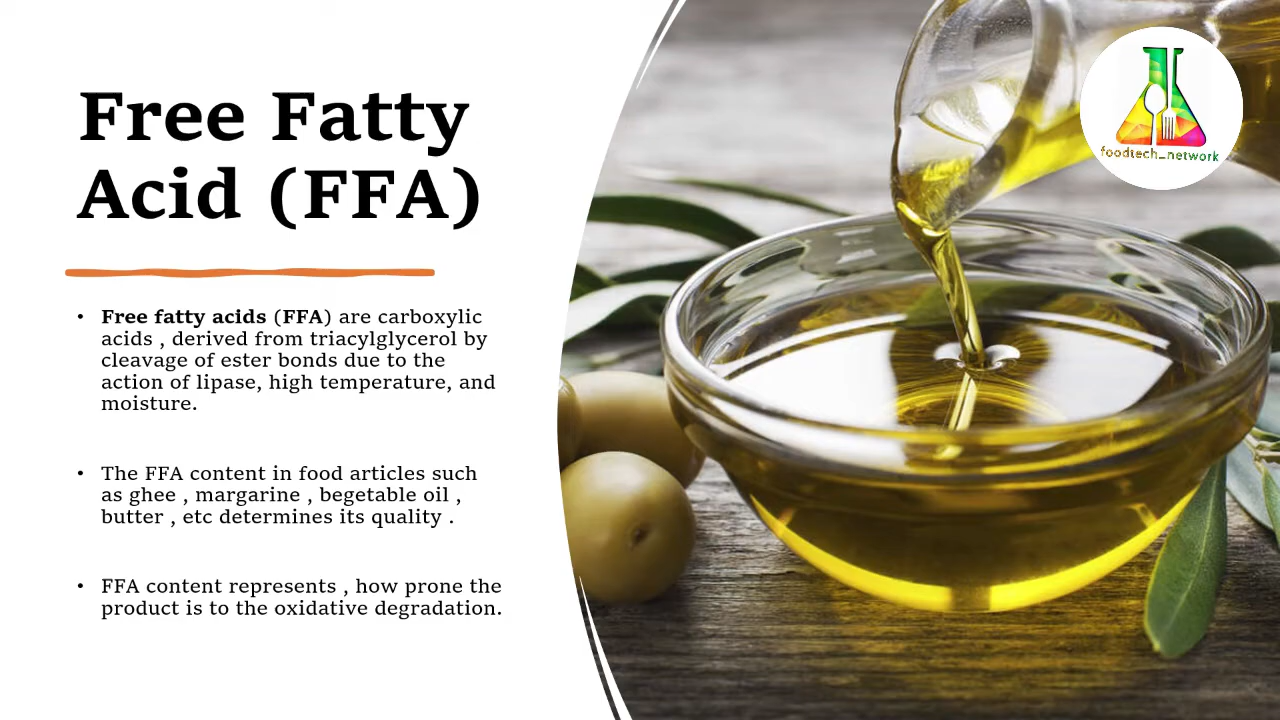 Free Fatty
Acid (FFA)
• Free fatty acids (FFA) are carboxylic
acids , derived from triacylglycerol by
cleavage of ester bonds due to the
action of lipase, high temperature, and
moisture.
• The FFA content in food articles such
as ghee , margarine , begetable oil ,
butter , etc determines its quality .
• FFA content represents , how prone the
product is to the oxidative degradation.
foodtech_network